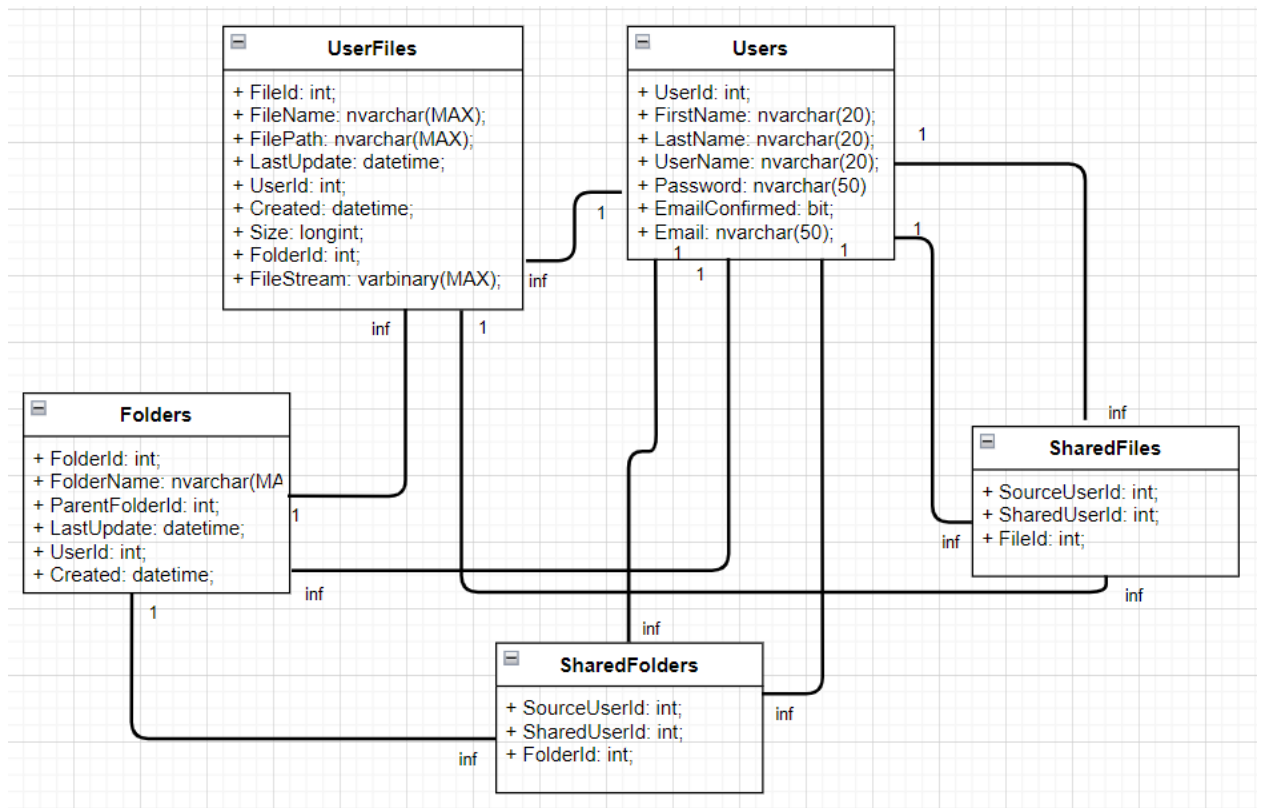 UserFiles
+ FileId: int;
+ FileName: nvarchar(MAX);
+ FilePath: nvarchar(MAX);
+ LastUpdate: datetime;
+ UserId: int;
+ Created: datetime;
+ Size: longint;
+ FolderId: int;
+ FileStream: varbinary(MAX);
Users
+ UserId: int;
+ FirstName: nvarchar(20);
+ LastName: nvarchar(20);
+ UserName: nvarchar(20);
+ Password: nvarchar(50)
+ EmailConfirmed: bit;
+ Email: nvarchar(50);
1
1
inf
1
1
1
1
inf
1
Folders
+ FolderId: int;
+ FolderName: nvarchar(MA
+ ParentFolderId: int;
+ LastUpdate: datetime;
+ UserId: int;
+ Created: datetime;
1
inf
1
inf
SharedFiles
+ SourceUserId: int;
+ SharedUserId: int;
+ FileId: int;
inf
inf
inf
SharedFolders
+ SourceUserId: int;
+ SharedUserId: int;
+ FolderId: int;
inf
inf